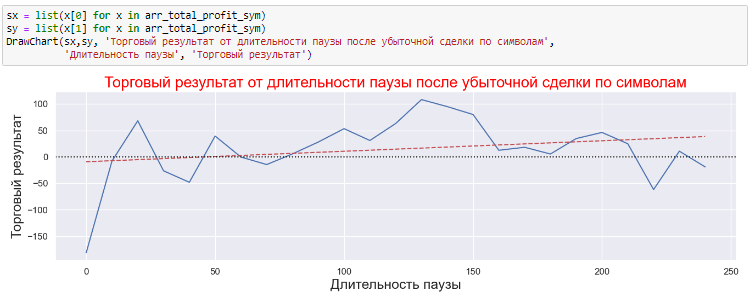 sx = list(x[0] for x in arr_total_profit_sym)
sy = list(x[1] for x in arr_total_profit_sym)
DrawChart(sx,sy, 'Торговый результат от длительности паузы после убыточной сделки по символам',
'Длительность паузы', 'Торговый результат')
Торговый результат от длительности паузы после убыточной сделки по символам
Торговый результат
100
50
0
−50
−100
−150
0
50
100
150
200
250
Длительность паузы